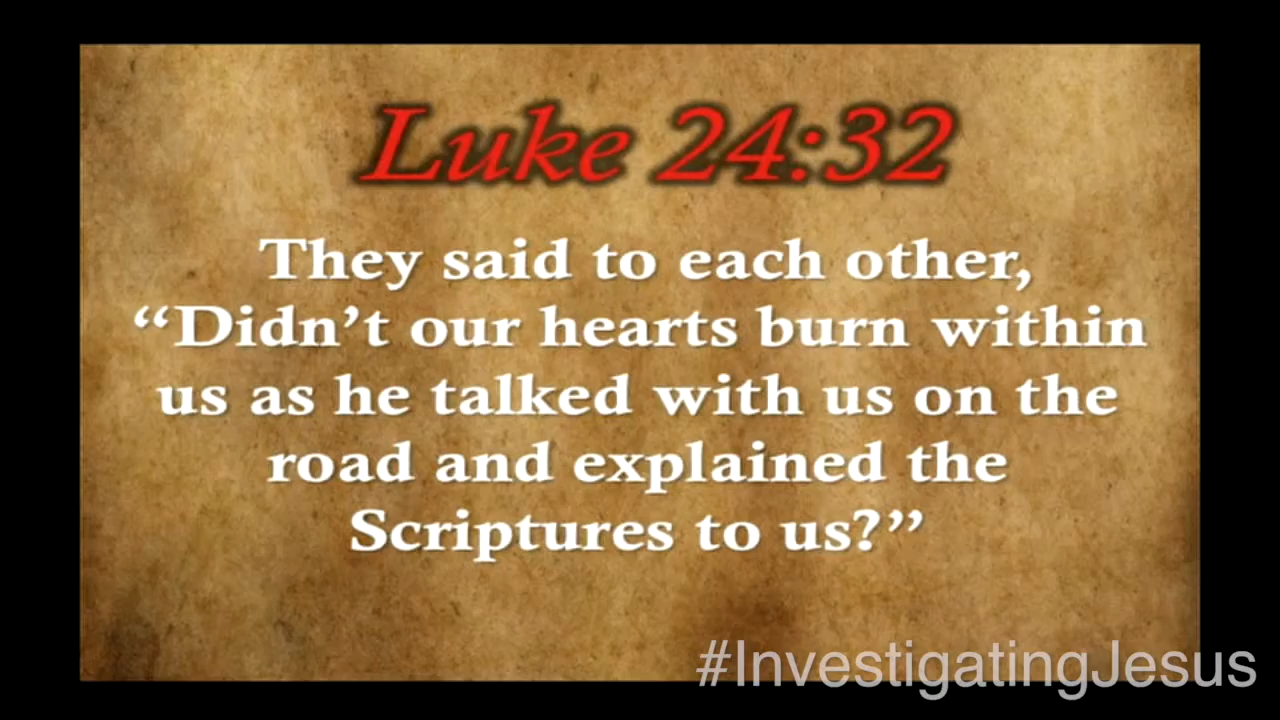 Luke 24:32
They said to each other,
“Didn’t our hearts burn within
us as he talked with us on the
road and explained the
Scriptures to us?”
#InvestigatingJesus